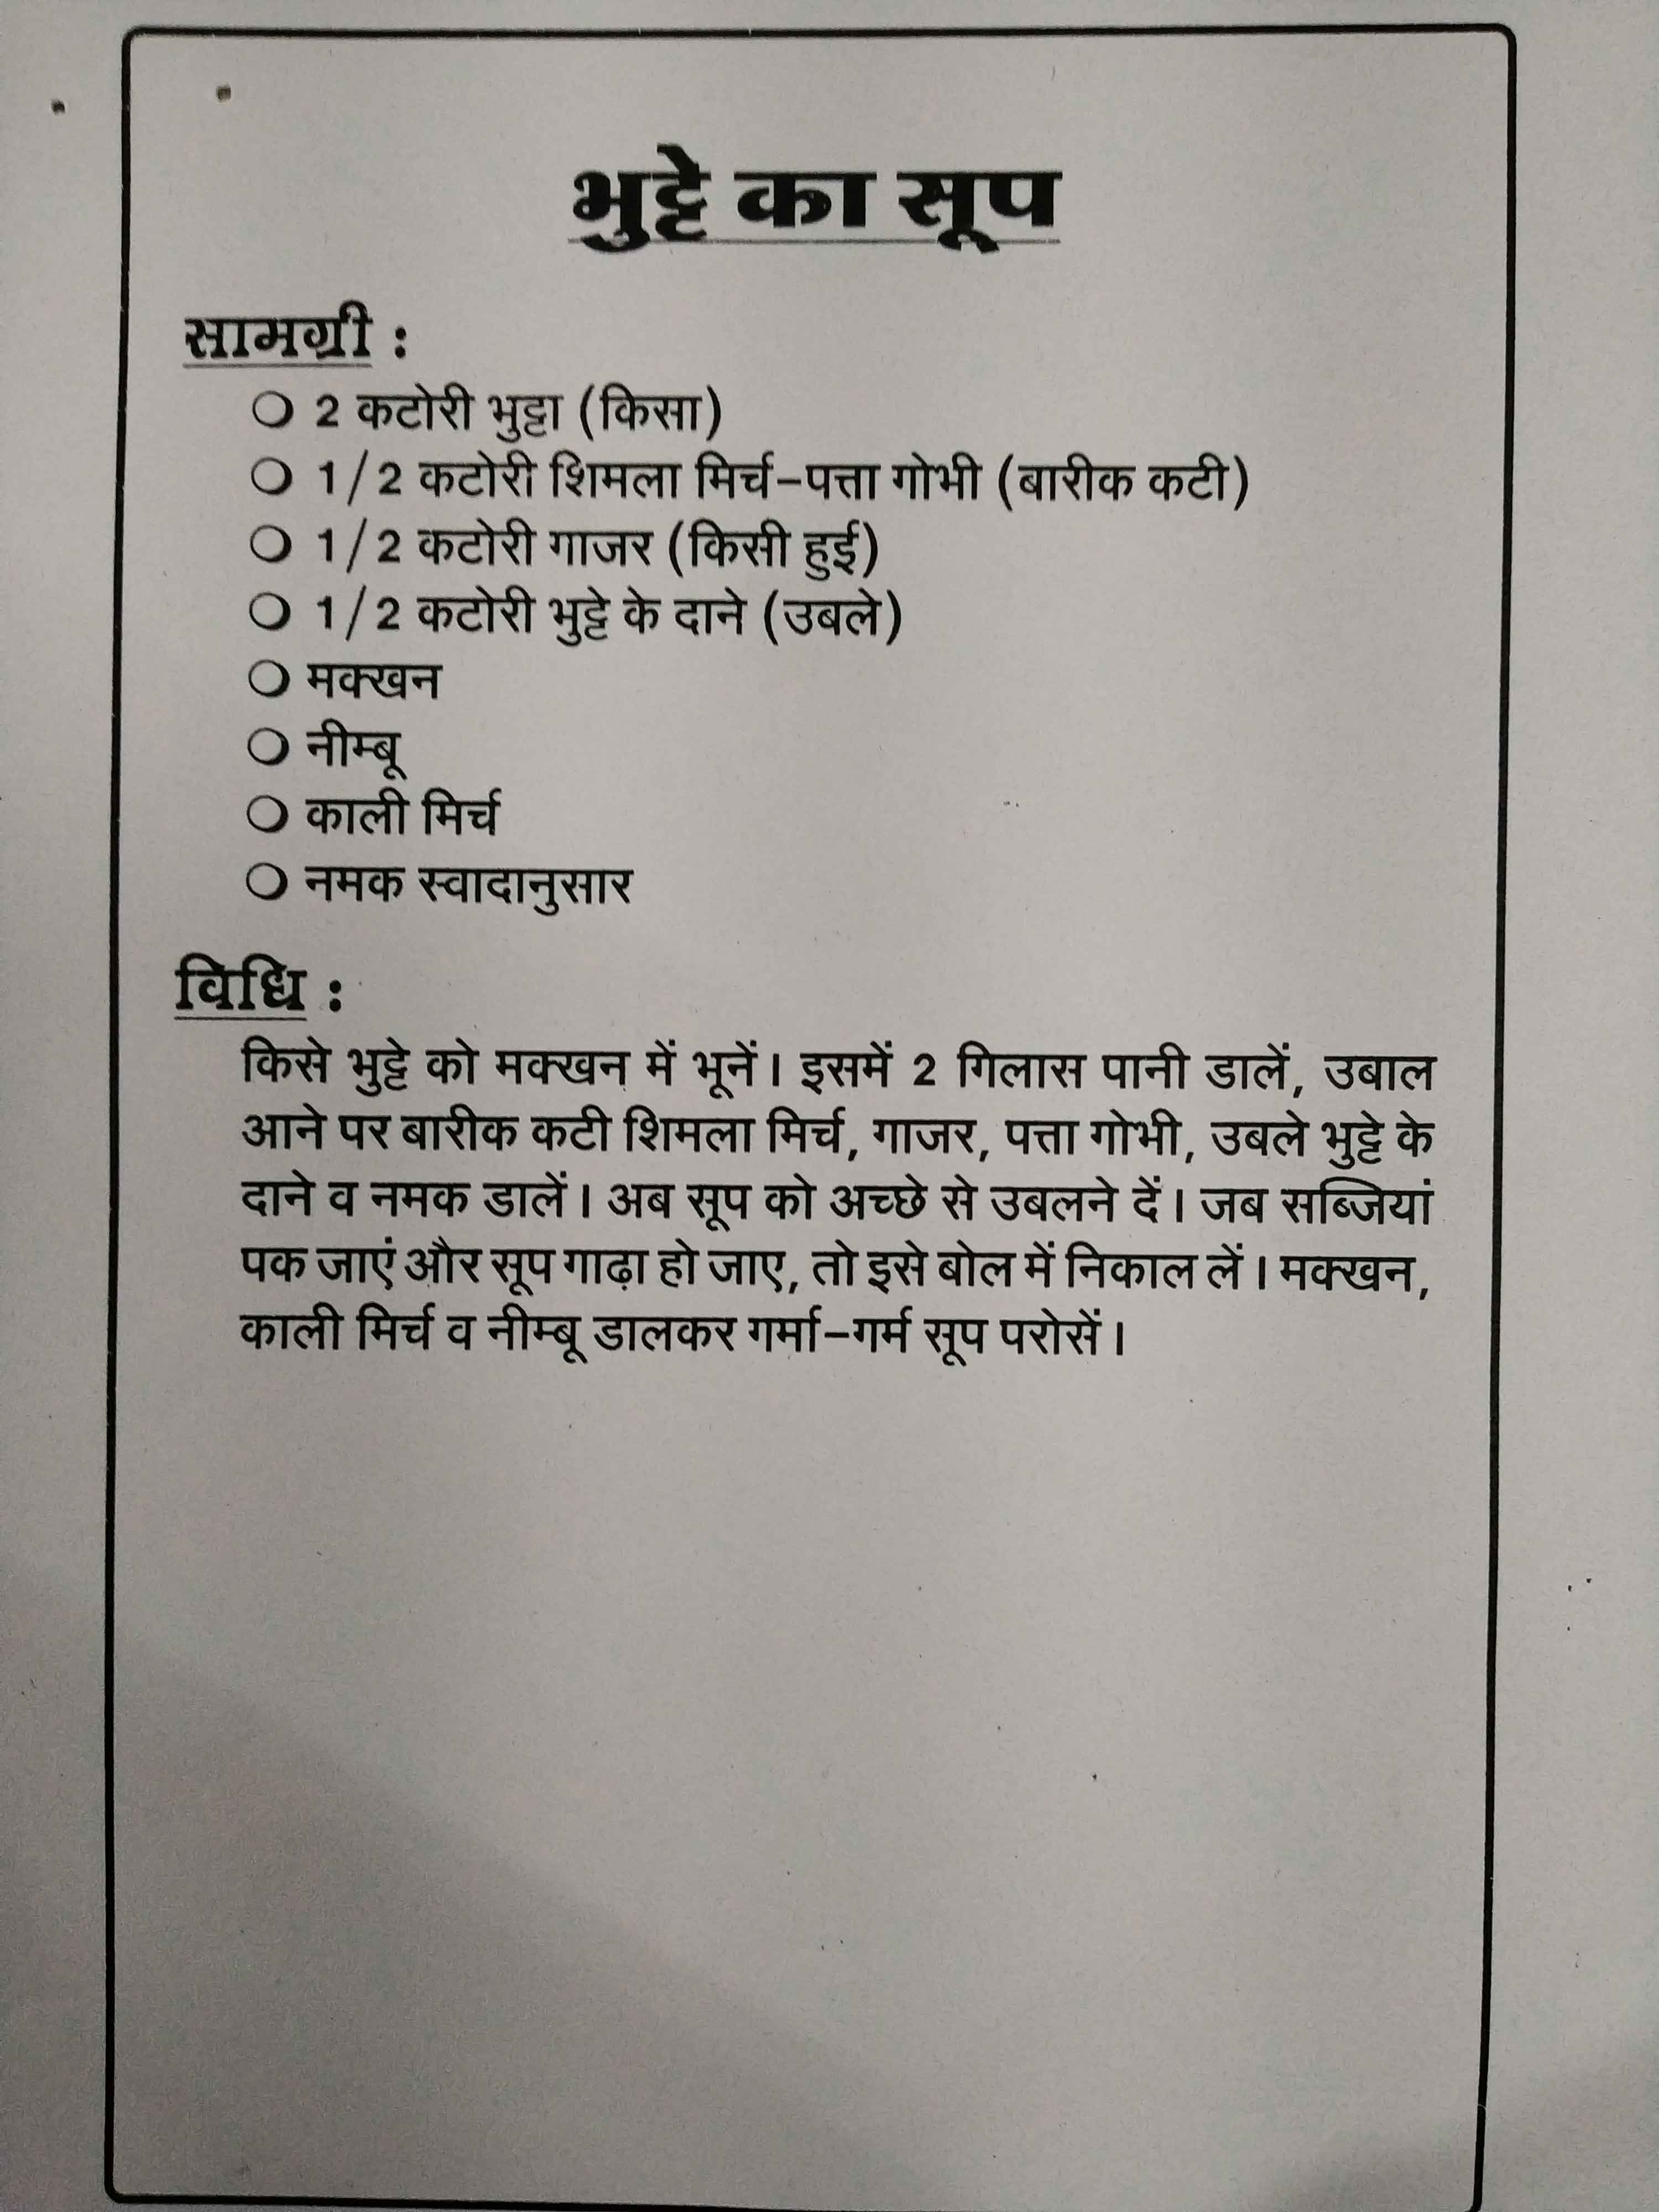 भुट्टे का सूप
सामग्री :
❍ 2 कटोरी भुट्टा (किसा)
❍ 1/2 कटोरी शिमला मिर्च-पत्ता गोभी (बारीक कटी)
❍ 1/2 कटोरी गाजर (किसी हुई)
❍ 1/2 कटोरी भुट्टे के दाने (उबले)
❍ मक्खन
❍ नीम्बू
❍ काली मिर्च
❍ नमक स्वादानुसार
विधि :
किसे भुट्टे को मक्खन में भूनें। इसमें 2 गिलास पानी डालें, उबाल
आने पर बारीक कटी शिमला मिर्च, गाजर, पत्ता गोभी, उबले भुट्टे के
दाने व नमक डालें। अब सूप को अच्छे से उबलने दें। जब सब्जियां
पक जाएं और सूप गाढ़ा हो जाए, तो इसे बोल में निकाल लें। मक्खन,
काली मिर्च व नीम्बू डालकर गर्मा-गर्म सूप परोसें।